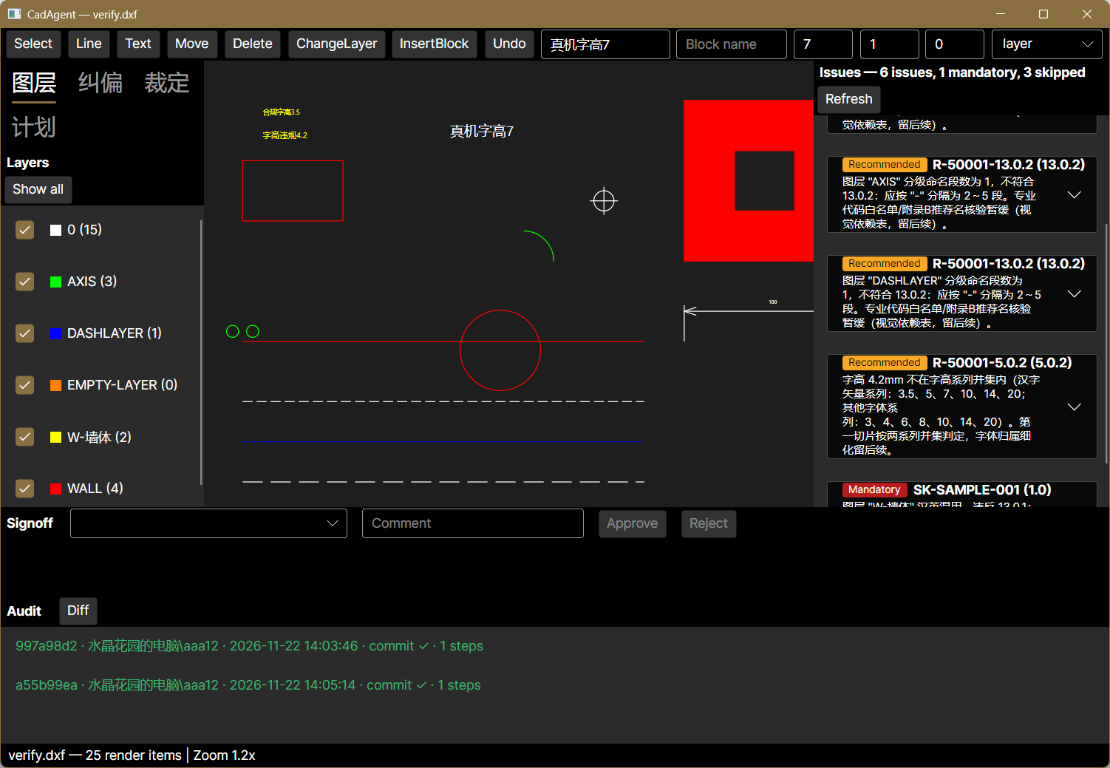 CadAgent — verify.dxf
Select Line Text Move Delete ChangeLayer InsertBlock Undo 真机字高7 Block name 7 1 0 layer
图层 纠偏 裁定
计划
Layers
Show all
0 (15)
AXIS (3)
DASHLAYER (1)
EMPTY-LAYER (0)
W-墙体 (2)
WALL (4)
合规字高3.5
字高违规4.2
真机字高7
100
Issues — 6 issues, 1 mandatory, 3 skipped
Refresh
觉依赖表，留后续）。
Recommended R-50001-13.0.2 (13.0.2)
图层 "AXIS" 分级命名段数为 1，不符合
13.0.2：应按 "-" 分隔为 2～5 段。专业
代码白名单/附录B推荐名核验暂缓（视
觉依赖表，留后续）。
Recommended R-50001-13.0.2 (13.0.2)
图层 "DASHLAYER" 分级命名段数为
1，不符合 13.0.2：应按 "-" 分隔为 2～5
段。专业代码白名单/附录B推荐名核验
暂缓（视觉依赖表，留后续）。
Recommended R-50001-5.0.2 (5.0.2)
字高 4.2mm 不在字高系列并集内（汉字
矢量系列：3.5、5、7、10、14、20；
其他字体系
列：3、4、6、8、10、14、20）。第
一切片按两系列并集判定，字体归属细
化留后续。
Mandatory SK-SAMPLE-001 (1.0)
图层 "W-墙体" 汉英混用，违反 13.0.1：
Signoff Comment Approve Reject
Audit Diff
997a98d2 · 水晶花园的电脑\aaa12 · 2026-11-22 14:03:46 · commit ✓ · 1 steps
a55b99ea · 水晶花园的电脑\aaa12 · 2026-11-22 14:05:14 · commit ✓ · 1 steps
verify.dxf — 25 render items | Zoom 1.2x